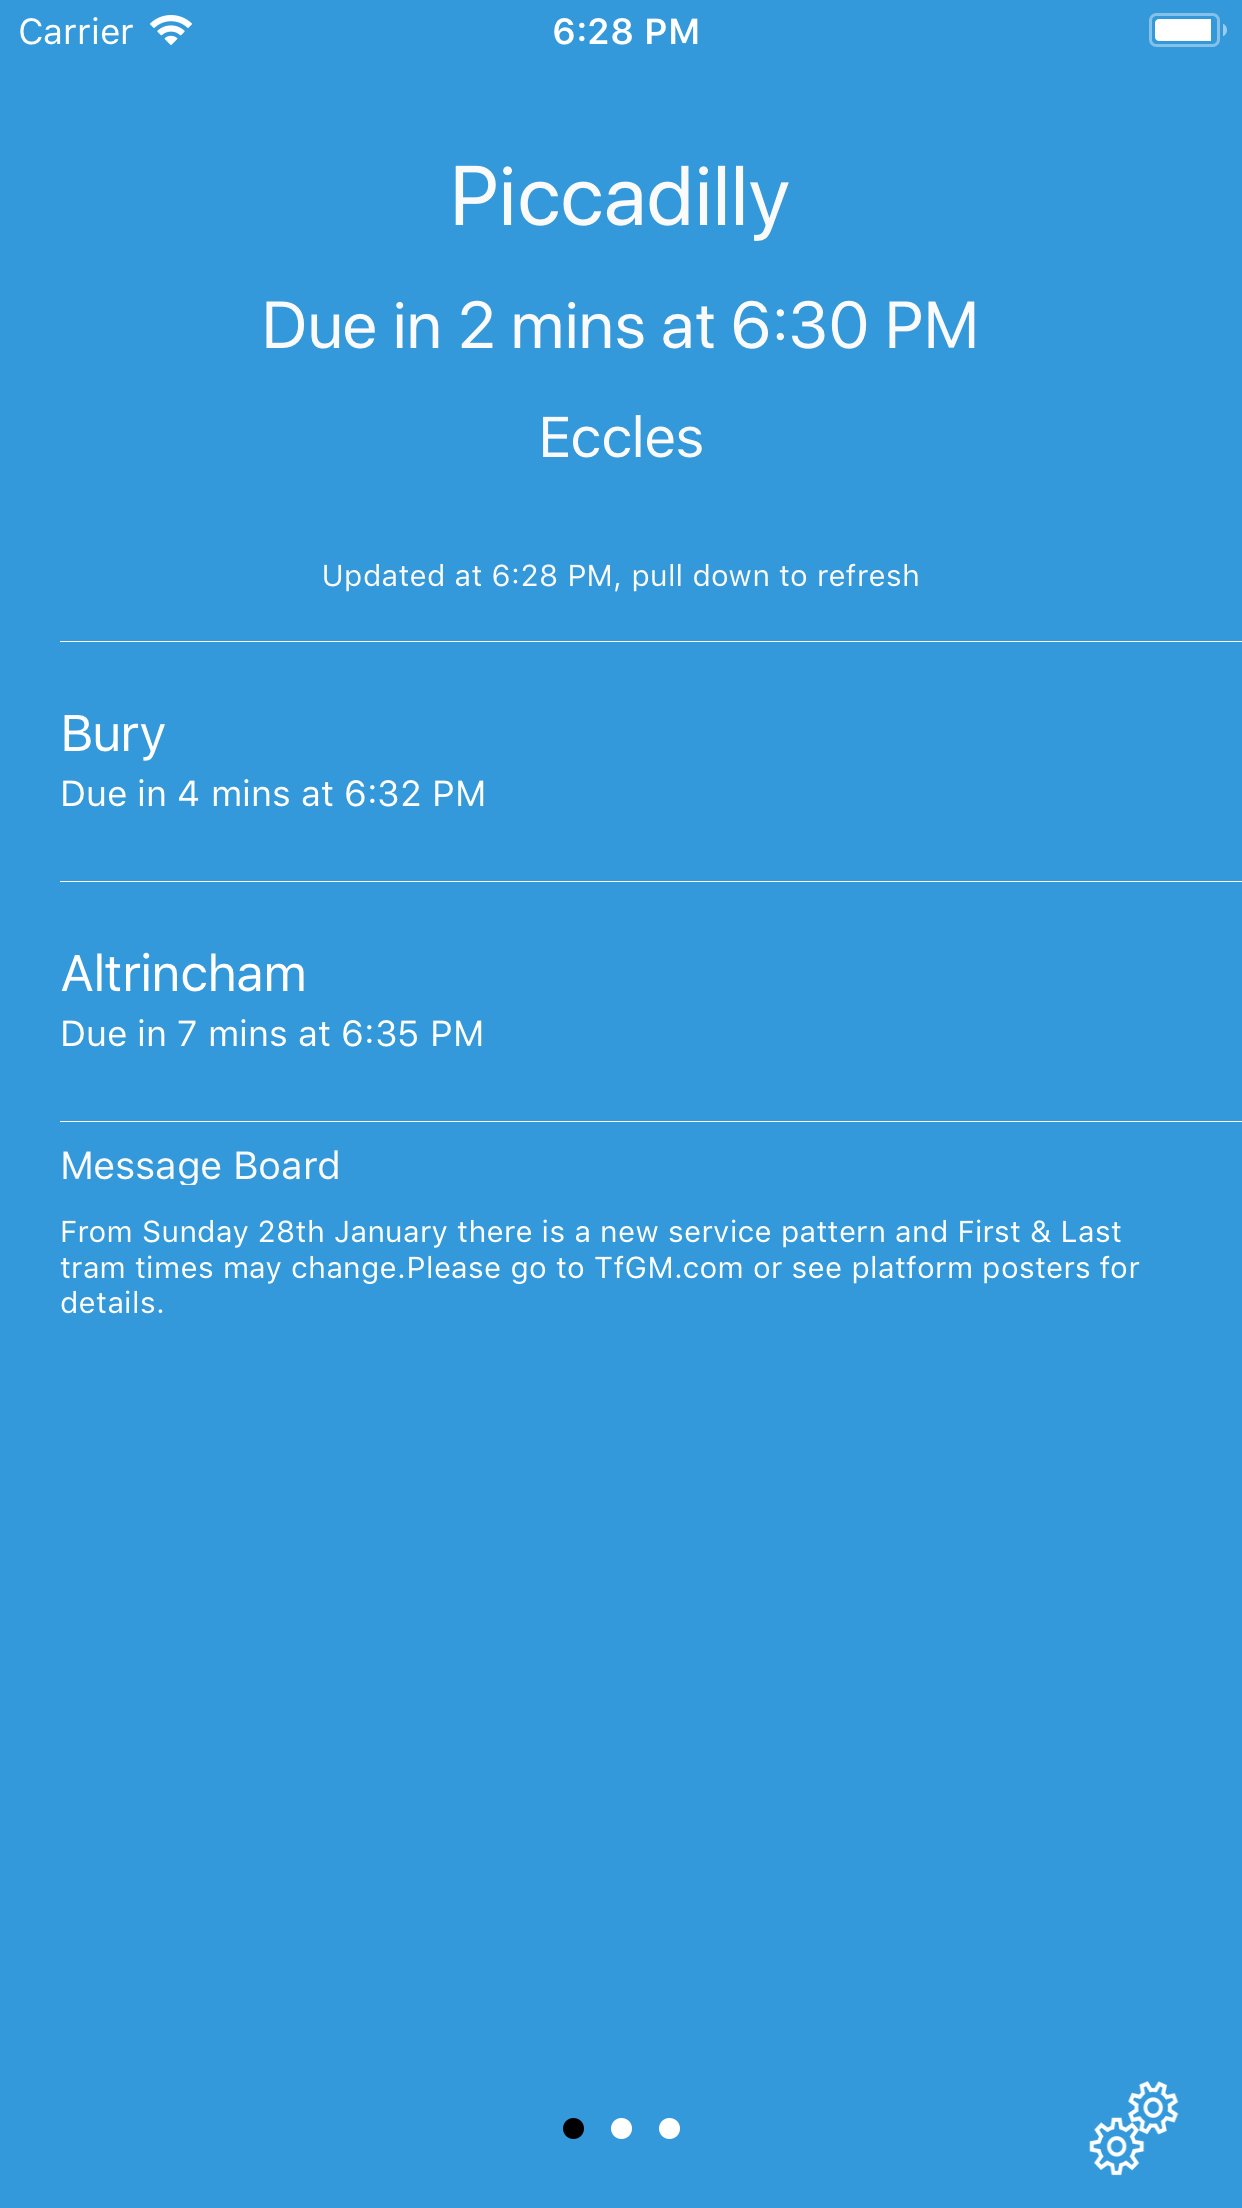 Carrier 6:28 PM
Piccadilly
Due in 2 mins at 6:30 PM
Eccles
Updated at 6:28 PM, pull down to refresh
Bury
Due in 4 mins at 6:32 PM
Altrincham
Due in 7 mins at 6:35 PM
Message Board
From Sunday 28th January there is a new service pattern and First & Last
tram times may change.Please go to TfGM.com or see platform posters for
details.